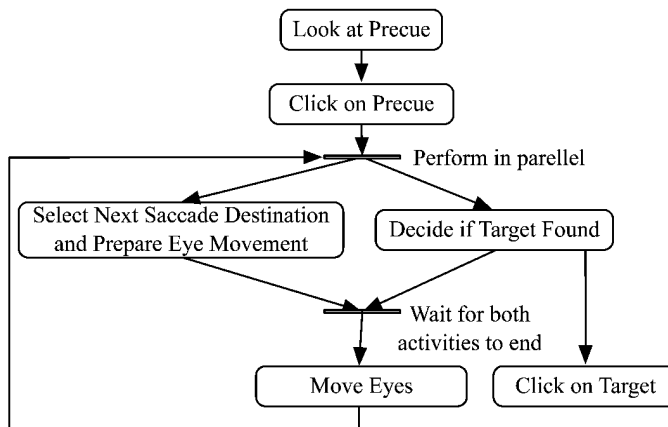 Look at Precue
Click on Precue
Perform in parellel
Select Next Saccade Destination
and Prepare Eye Movement
Decide if Target Found
Wait for both
activities to end
Move Eyes
Click on Target